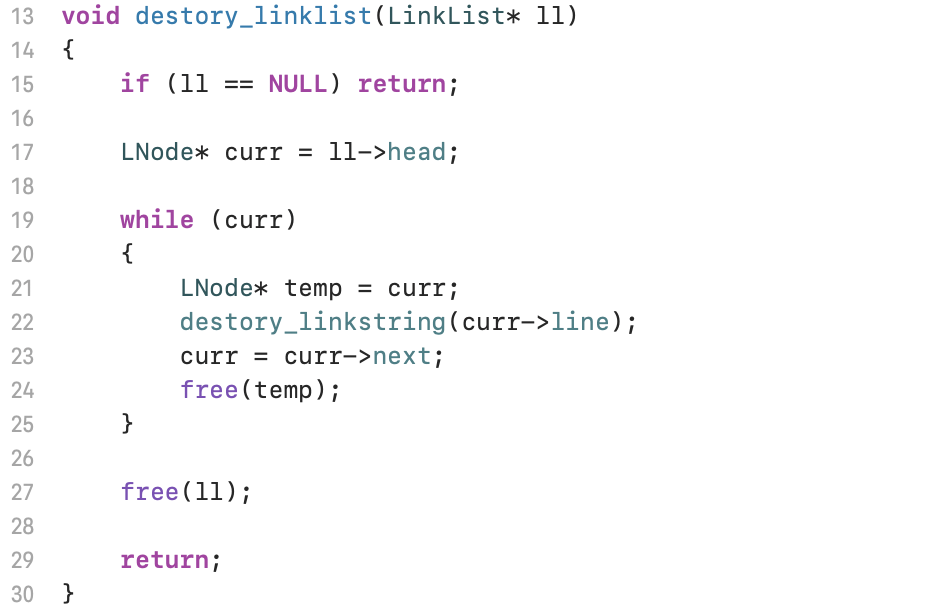 13 void destory_linklist(LinkList* ll)
14 {
15     if (ll == NULL) return;
16
17     LNode* curr = ll->head;
18
19     while (curr)
20     {
21         LNode* temp = curr;
22         destory_linkstring(curr->line);
23         curr = curr->next;
24         free(temp);
25     }
26
27     free(ll);
28
29     return;
30 }